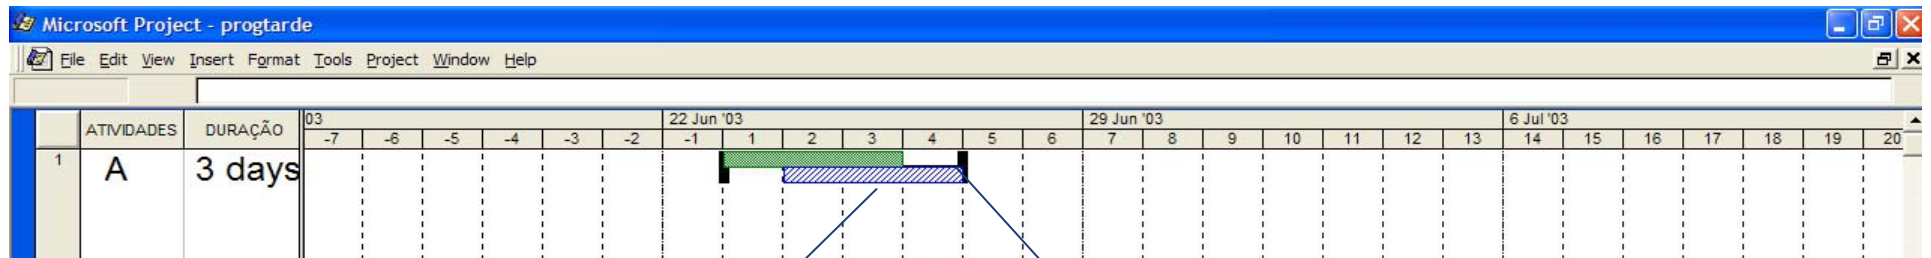 Microsoft Project - progtarde
File Edit View Insert Format Tools Project Window Help
ATIVIDADES DURAÇÃO 03 22 Jun '03 29 Jun '03 6 Jul '03
-7 -6 -5 -4 -3 -2 -1 1 2 3 4 5 6 7 8 9 10 11 12 13 14 15 16 17 18 19 20
1 A 3 days